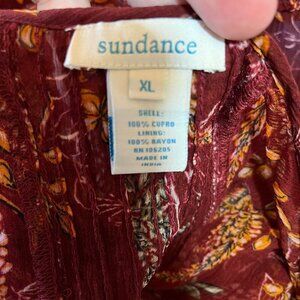 sundance
XL
SHELL:
100% CUPRO
LINING:
100% RAYON
RN 105205
MADE IN
INDIA